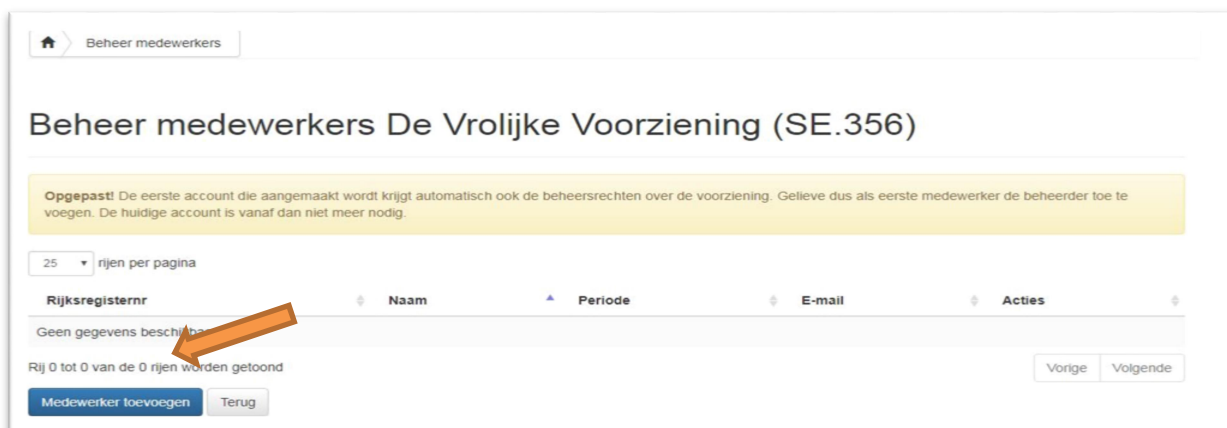 Beheer medewerkers
Beheer medewerkers De Vrolijke Voorziening (SE.356)
Opgepast! De eerste account die aangemaakt wordt krijgt automatisch ook de beheersrechten over de voorziening. Gelieve dus als eerste medewerker de beheerder toe te
voegen. De huidige account is vanaf dan niet meer nodig.
25 rijen per pagina
Rijksregisternr Naam Periode E-mail Acties
Geen gegevens
Rij 0 tot 0 van de 0 rijen worden getoond
Vorige Volgende
Medewerker toevoegen Terug